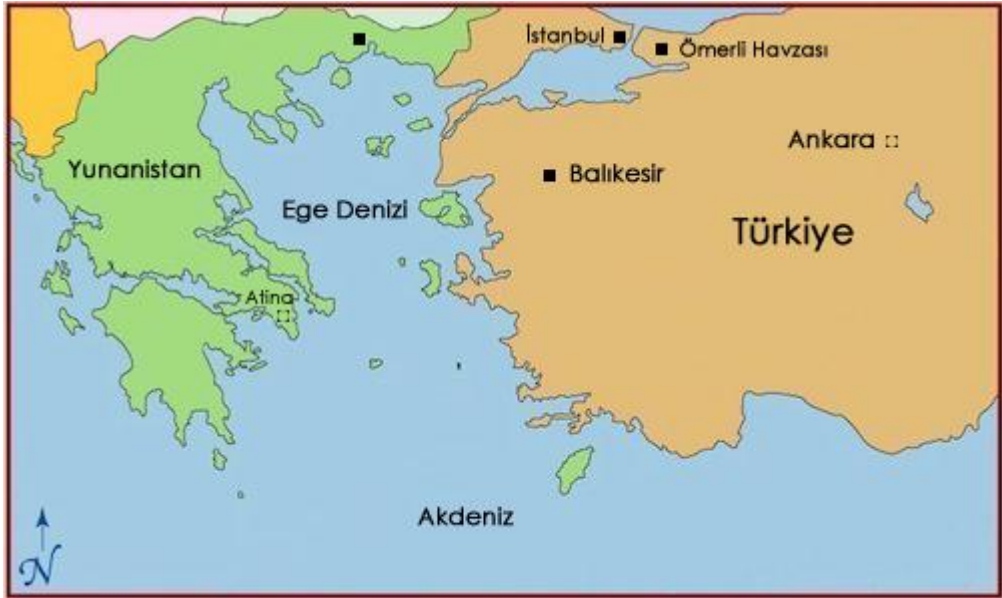 İstanbul
Ömerli Havzası
Ankara
Yunanistan
Balıkesir
Ege Denizi
Türkiye
Atina
Akdeniz
N